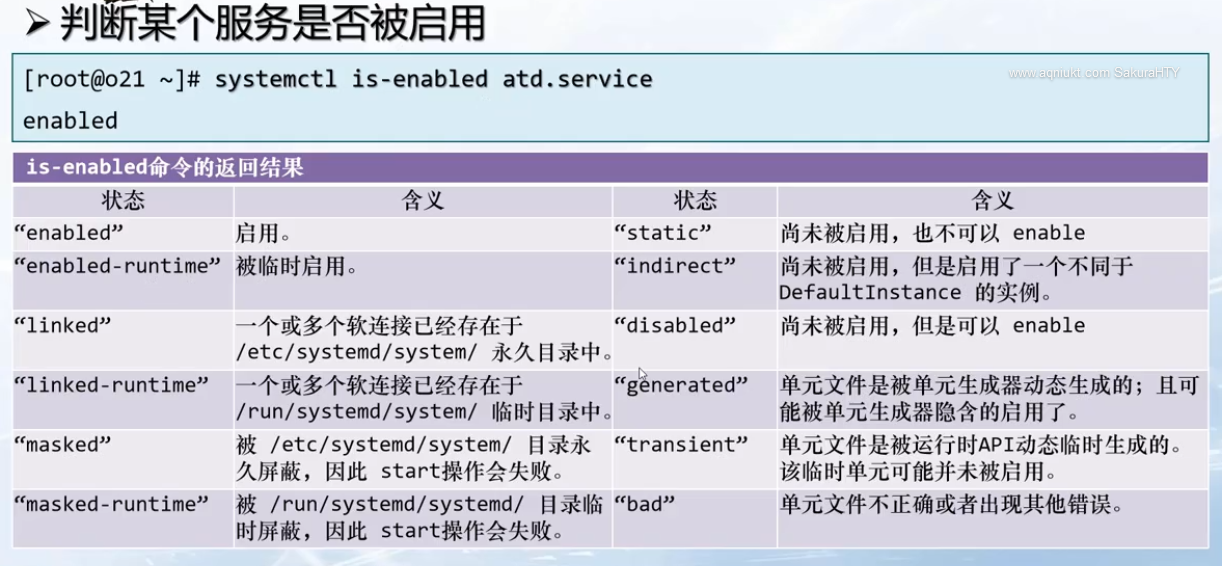 ➢ 判断某个服务是否被启用
[root@o21 ~]# systemctl is-enabled atd.service
www.aqniukt.com SakuraHTY
enabled
is-enabled命令的返回结果
状态 含义 状态 含义
“enabled” 启用。 “static” 尚未被启用，也不可以 enable
“enabled-runtime” 被临时启用。 “indirect” 尚未被启用，但是启用了一个不同于
DefaultInstance 的实例。
“linked” 一个或多个软连接已经存在于 “disabled” 尚未被启用，但是可以 enable
/etc/systemd/system/ 永久目录中。
“linked-runtime” 一个或多个软连接已经存在于 “generated” 单元文件是被单元生成器动态生成的；且可
/run/systemd/system/ 临时目录中。 能被单元生成器隐含的启用了。
“masked” 被 /etc/systemd/system/ 目录永 “transient” 单元文件是被运行时API动态临时生成的。
久屏蔽，因此 start操作会失败。 该临时单元可能并未被启用。
“masked-runtime” 被 /run/systemd/systemd/ 目录临 “bad” 单元文件不正确或者出现其他错误。
时屏蔽，因此 start操作会失败。